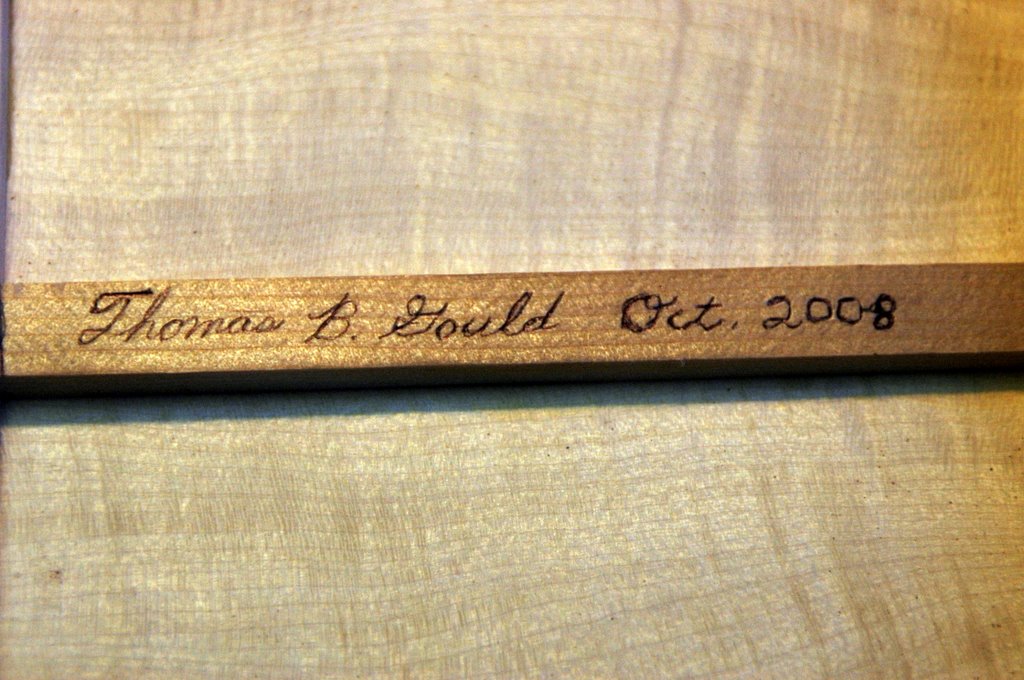 Thomas B. Gould Oct. 2008